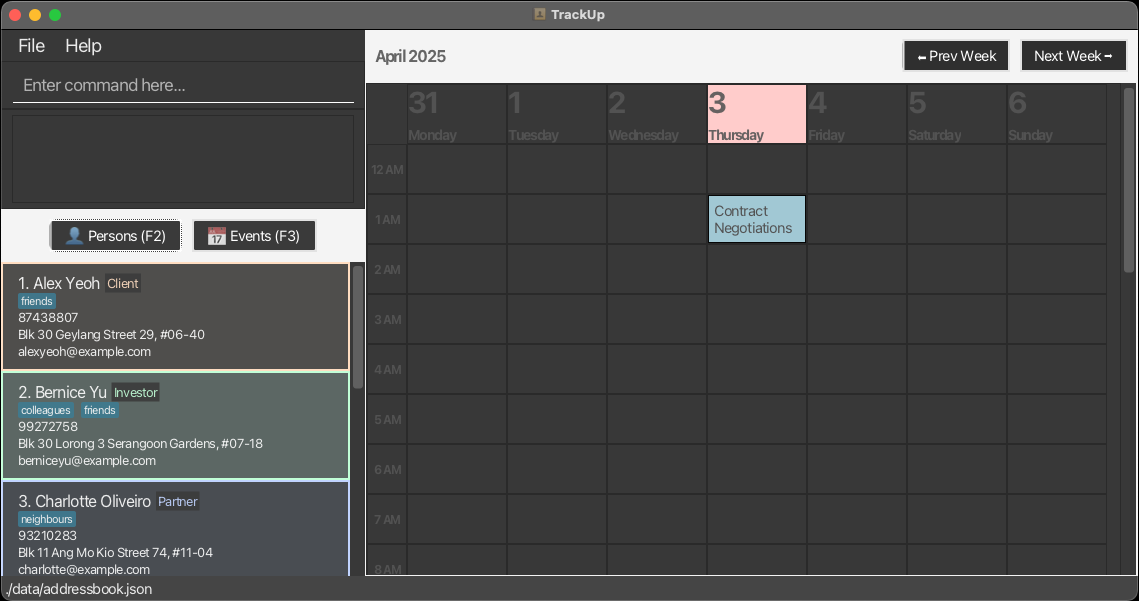 TrackUp
File Help
Enter command here...
Persons (F2) Events (F3)
1. Alex Yeoh Client
friends
87438807
Blk 30 Geylang Street 29, #06-40
alexyeoh@example.com
2. Bernice Yu Investor
colleagues friends
99272758
Blk 30 Lorong 3 Serangoon Gardens, #07-18
berniceyu@example.com
3. Charlotte Oliveiro Partner
neighbours
93210283
Blk 11 Ang Mo Kio Street 74, #11-04
charlotte@example.com
./data/addressbook.json
April 2025
⬅ Prev Week Next Week ➡
31 1 2 3 4 5 6
Monday Tuesday Wednesday Thursday Friday Saturday Sunday
12 AM
1 AM
Contract
Negotiations
2 AM
3 AM
4 AM
5 AM
6 AM
7 AM
8 AM